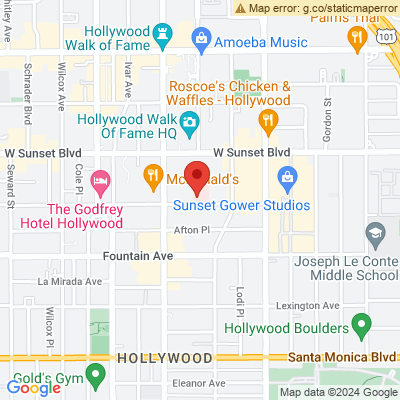 Map error: g.co/staticmaperror
Hollywood
Walk of Fame
Amoeba Music
Palms Thai
101
Schrader Blvd
Wilcox Ave
Ivar Ave
Roscoe's Chicken &
Waffles - Hollywood
Gordon St
Hollywood Walk
Of Fame HQ
W Sunset Blvd
W Sunset Blvd
Seward St
Cole Pl
The Godfrey
Hotel Hollywood
Sunset Gower Studios
Afton Pl
Fountain Ave
Joseph Le Conte
Middle School
La Mirada Ave
Lodi Pl
Lexington Ave
Wilcox Pl
Hollywood Boulders
HOLLYWOOD
Santa Monica Blvd
Gold's Gym
Eleanor Ave
Google
Map data ©2024 Google